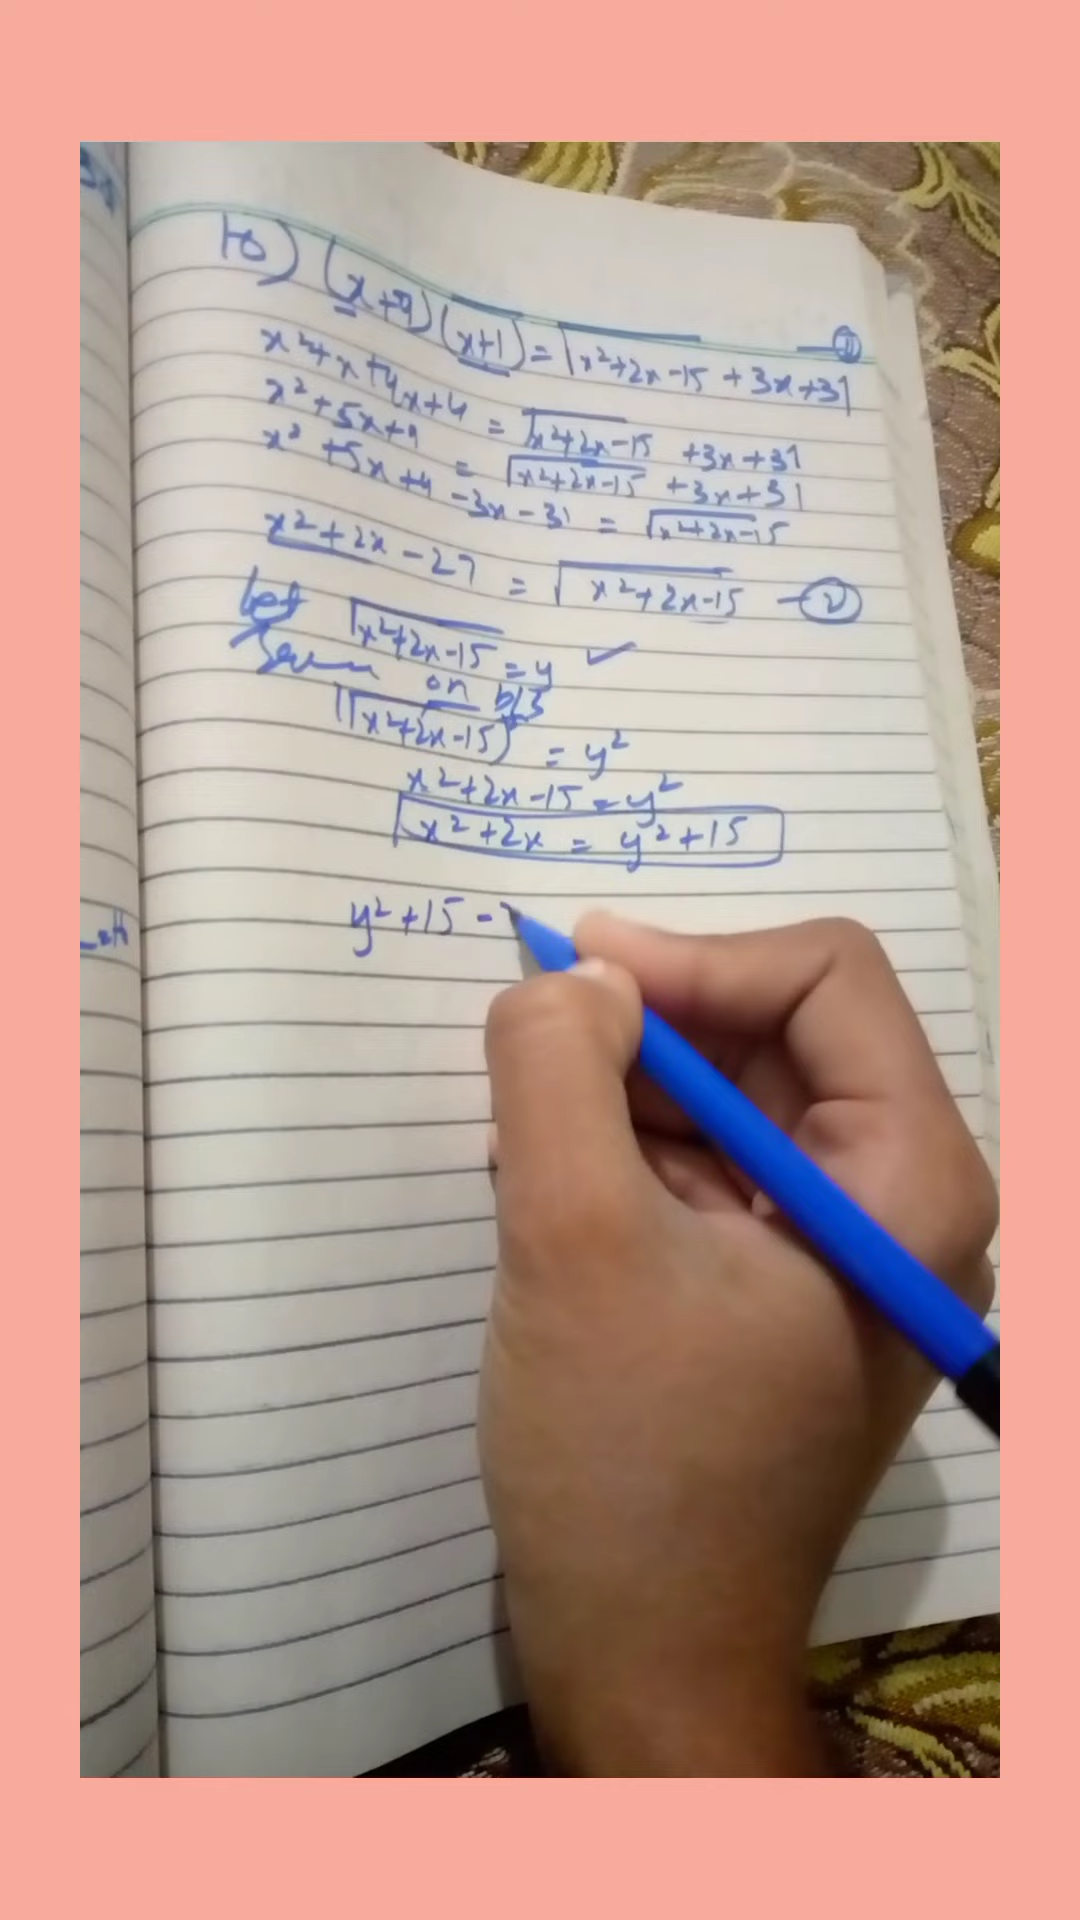 10) (x+4)(x+1) = √x²+2x-15 + 3x+31 —(1)
x²+x+4x+4 = √x²+2x-15 +3x+31
x²+5x+4 = √x²+2x-15 +3x+31
x²+5x+4-3x-31 = √x²+2x-15
x²+2x-27 = √x²+2x-15 —(2)
Let √x²+2x-15 = y ✓
on b/s
(√x²+2x-15)² = y²
x²+2x-15 = y²
x²+2x = y²+15
y²+15 -